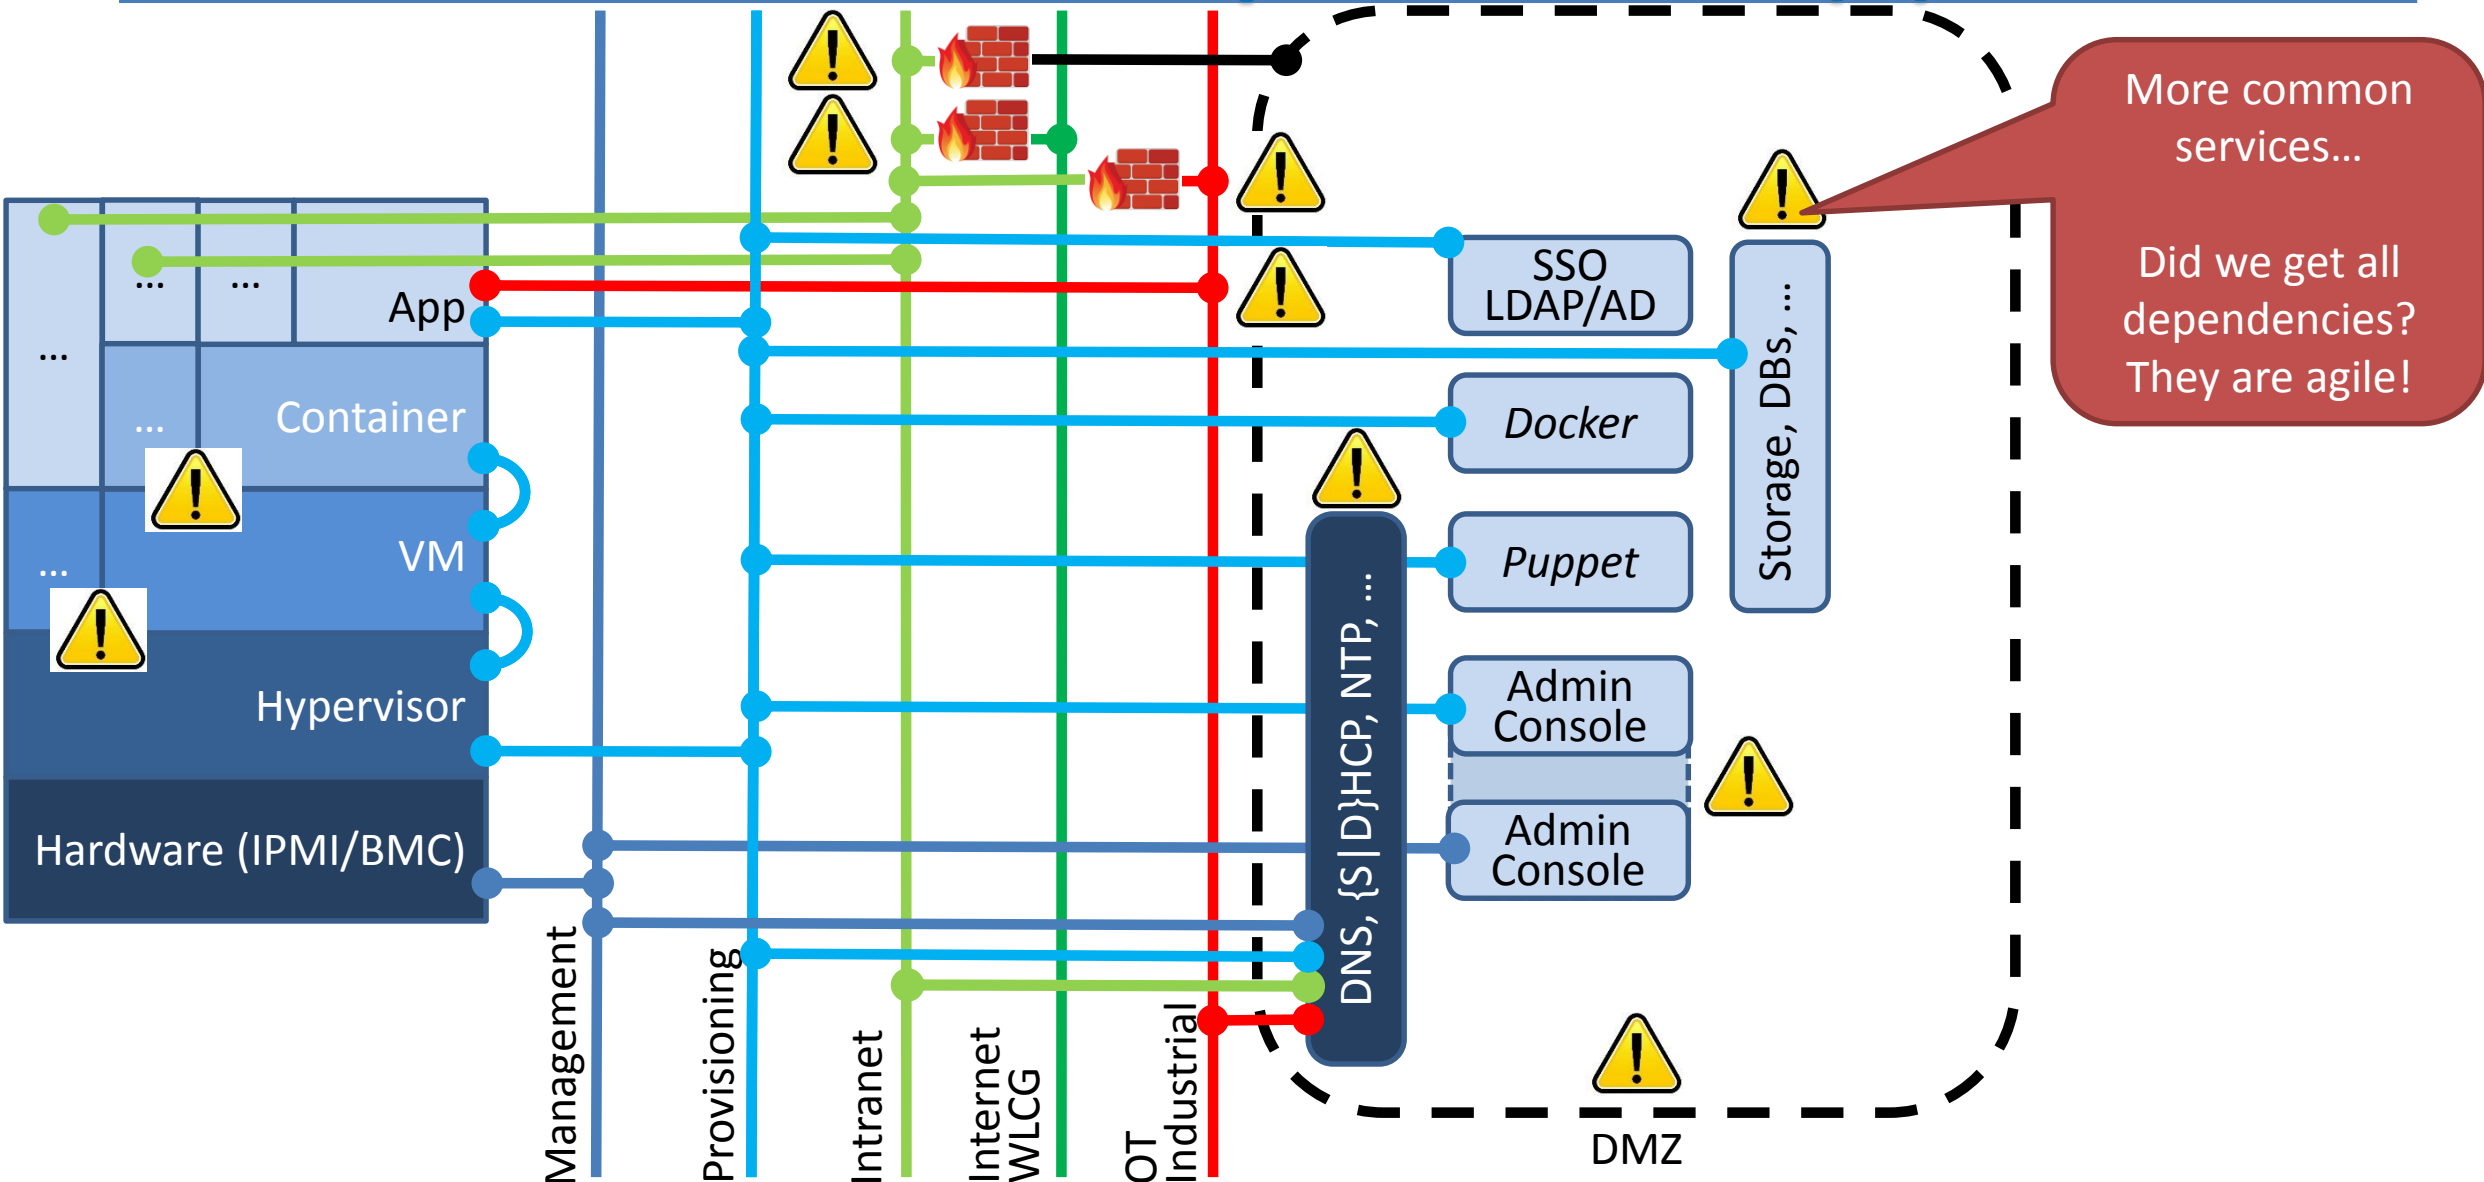 More common
services...
Did we get all
dependencies?
They are agile!
...
...
...
App
...
Container
...
VM
...
Hypervisor
Hardware (IPMI/BMC)
SSO
LDAP/AD
Docker
Puppet
Admin
Console
Admin
Console
Storage, DBs, ...
DNS, {S|D}HCP, NTP, ...
Management
Provisioning
Intranet
Internet
WLCG
OT
Industrial
DMZ